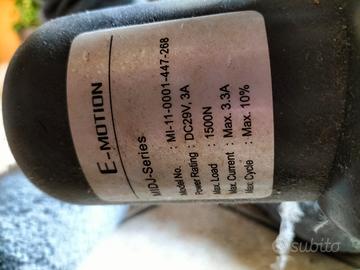 E-MOTION
MIDJ-Series
Model No. : MI-11-0001-447-268
Power Rating : DC29V, 3A
Max. Load : 1500N
Max. Current : Max. 3.3A
Max. Cycle : Max. 10%
subito